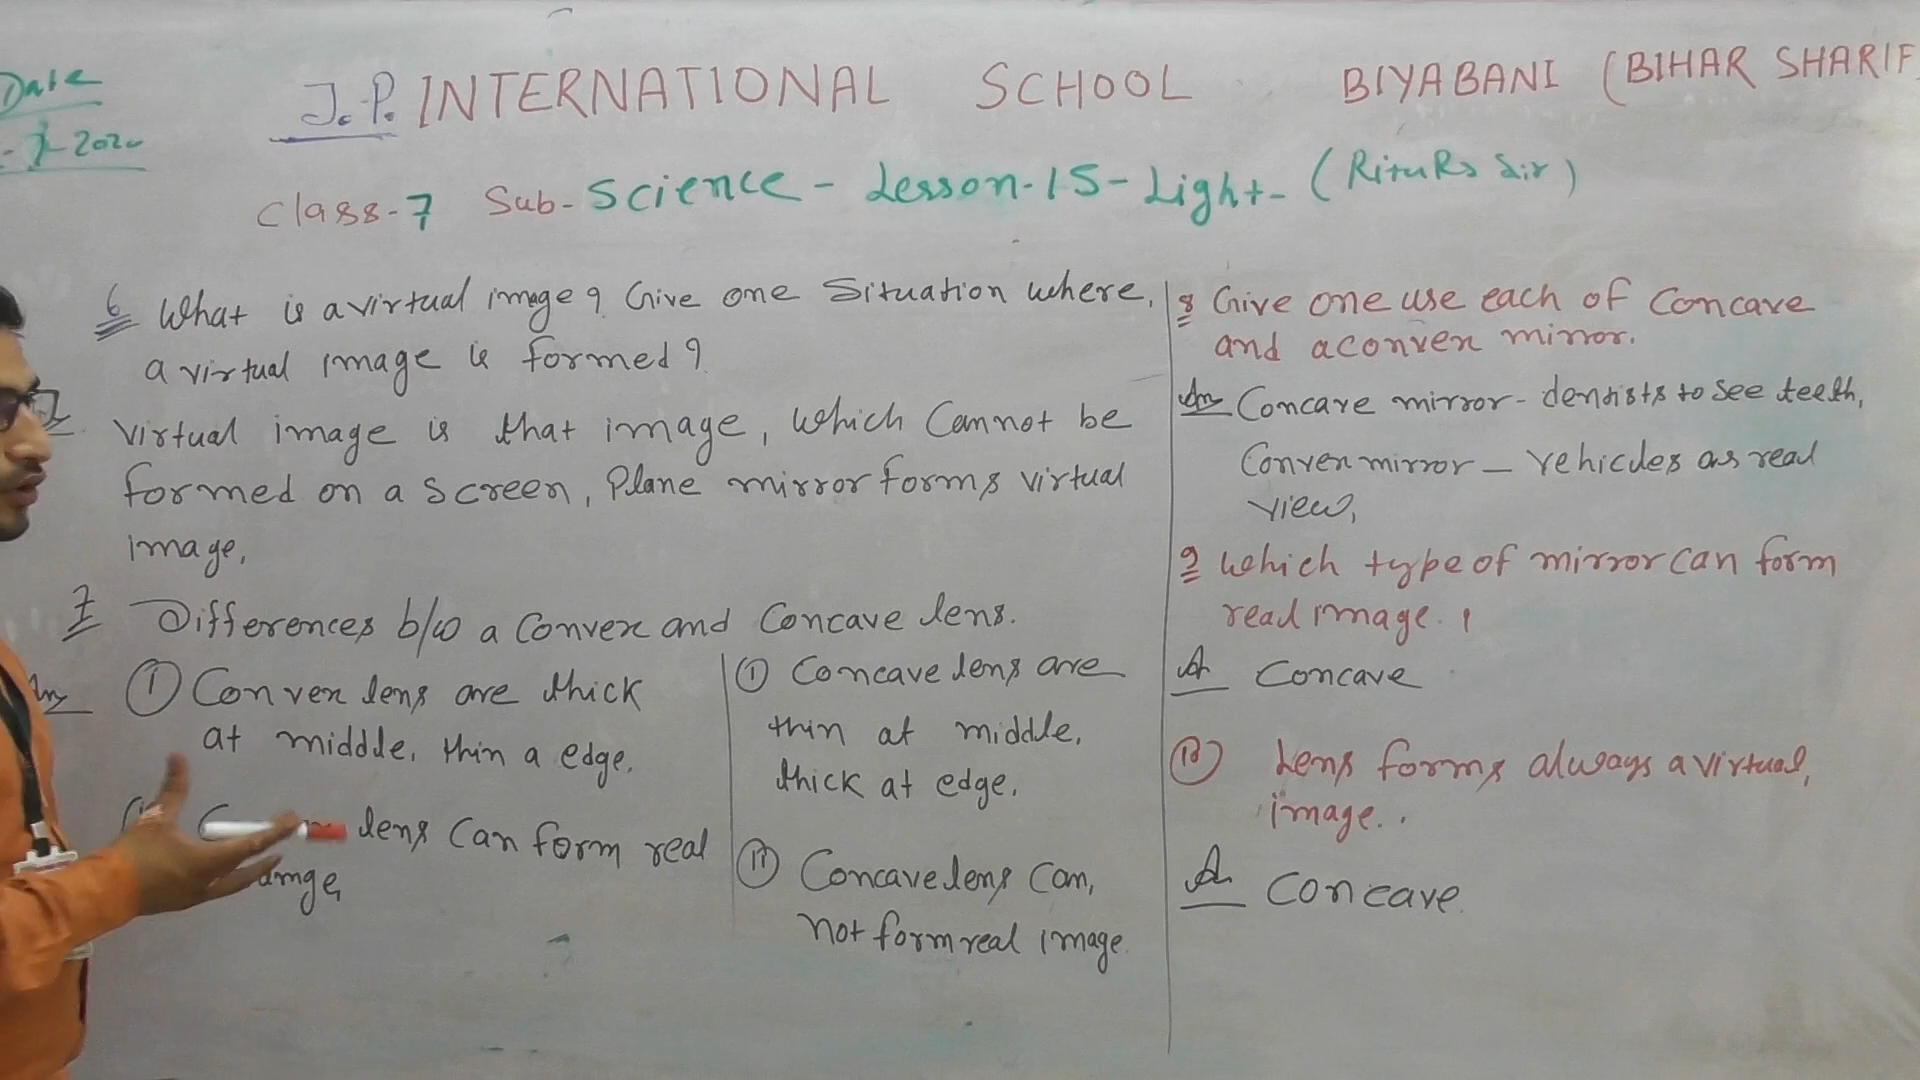 Date
-7-2020
J.P. INTERNATIONAL SCHOOL BIYABANI (BIHAR SHARIF
Class-7 Sub-Science - Lesson-15-Light- (RituRs Sir)
6 What is a virtual image? Give one Situation where,
a virtual image is formed?
virtual image is that image, which Cannot be
formed on a screen, Plane mirror forms virtual
image,
7 Differences b/w a Convex and Concave lens.
Ans (I) Convex lens are thick
at middle, thin a edge.
lens Can form real
(I) Concave lens are
thin at middle,
thick at edge.
(II) Concave lens Can,
not form real image.
8 Give one use each of Concave
and a convex mirror.
Ans Concave mirror - dentists to see teeth,
Convex mirror - vehicles as real
view,
9 which type of mirror can form
real image.
A Concave
(10) Lens forms always a virtual,
image..
A Concave.